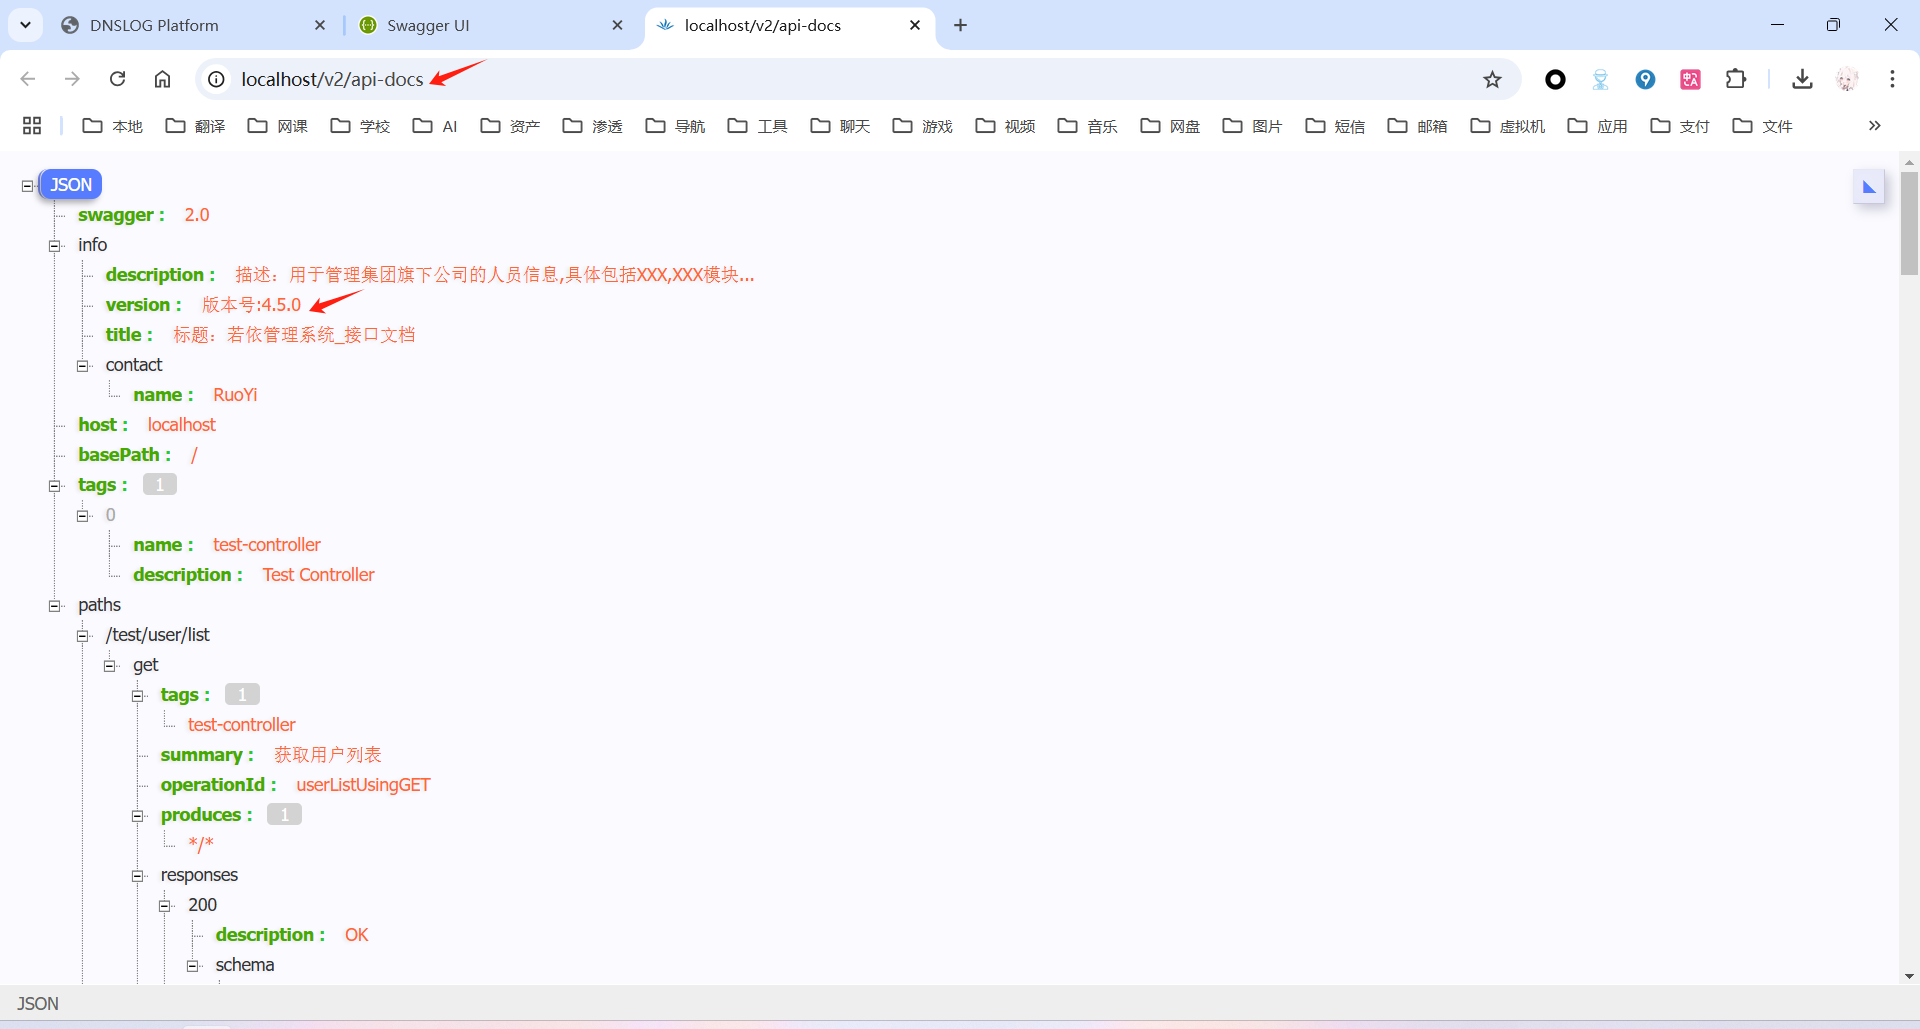 DNSLOG Platform
Swagger UI
localhost/v2/api-docs
localhost/v2/api-docs
本地 翻译 网课 学校 AI 资产 渗透 导航 工具 聊天 游戏 视频 音乐 网盘 图片 短信 邮箱 虚拟机 应用 支付 文件
JSON
swagger : 2.0
info
description : 描述：用于管理集团旗下公司的人员信息,具体包括XXX,XXX模块...
version : 版本号:4.5.0
title : 标题：若依管理系统_接口文档
contact
name : RuoYi
host : localhost
basePath : /
tags : 1
0
name : test-controller
description : Test Controller
paths
/test/user/list
get
tags : 1
test-controller
summary : 获取用户列表
operationId : userListUsingGET
produces : 1
*/*
responses
200
description : OK
schema
JSON